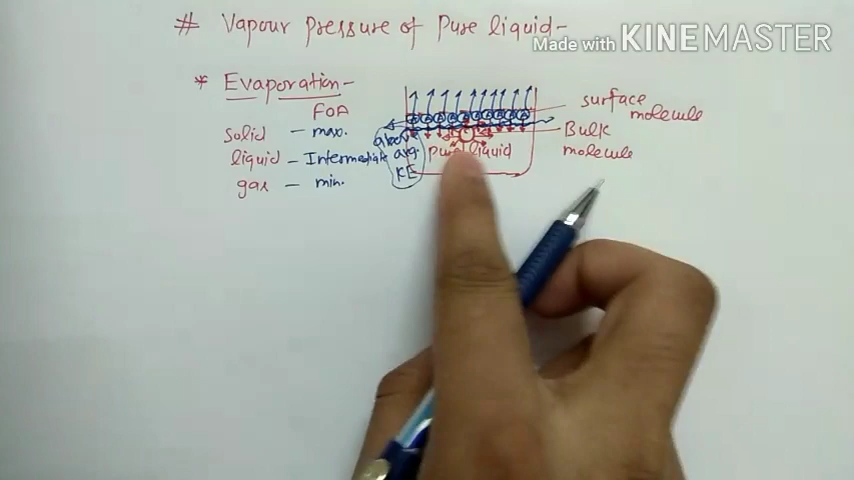 # Vapour Pressure of Pure liquid-
Made with KINEMASTER
* Evaporation-
FOA
solid - max.
liquid - Intermediate
gas - min.
above
avg.
KE
A A A A A A A A A A
Pure liquid
surface
molecule
Bulk
molecule